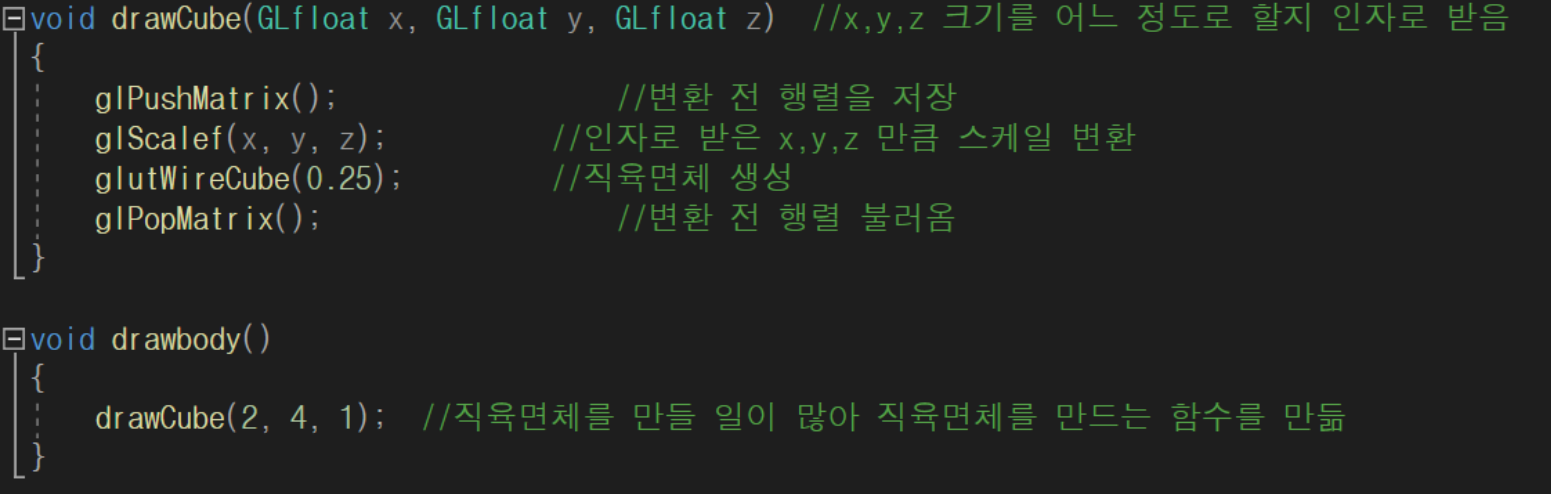 void drawCube(GLfloat x, GLfloat y, GLfloat z)  //x,y,z 크기를 어느 정도로 할지 인자로 받음
{
    glPushMatrix();                 //변환 전 행렬을 저장
    glScalef(x, y, z);          //인자로 받은 x,y,z 만큼 스케일 변환
    glutWireCube(0.25);         //직육면체 생성
    glPopMatrix();                  //변환 전 행렬 불러옴
}
void drawbody()
{
    drawCube(2, 4, 1);  //직육면체를 만들 일이 많아 직육면체를 만드는 함수를 만듦
}